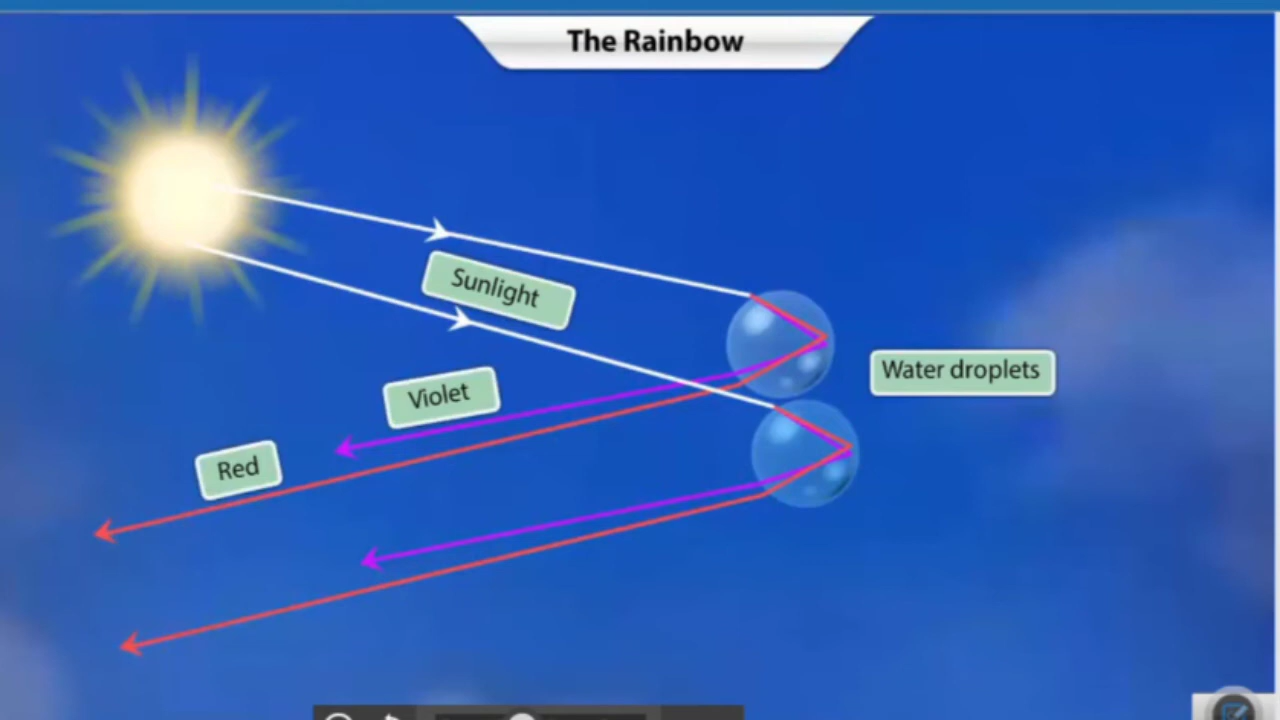 The Rainbow
Sunlight
Water droplets
Violet
Red